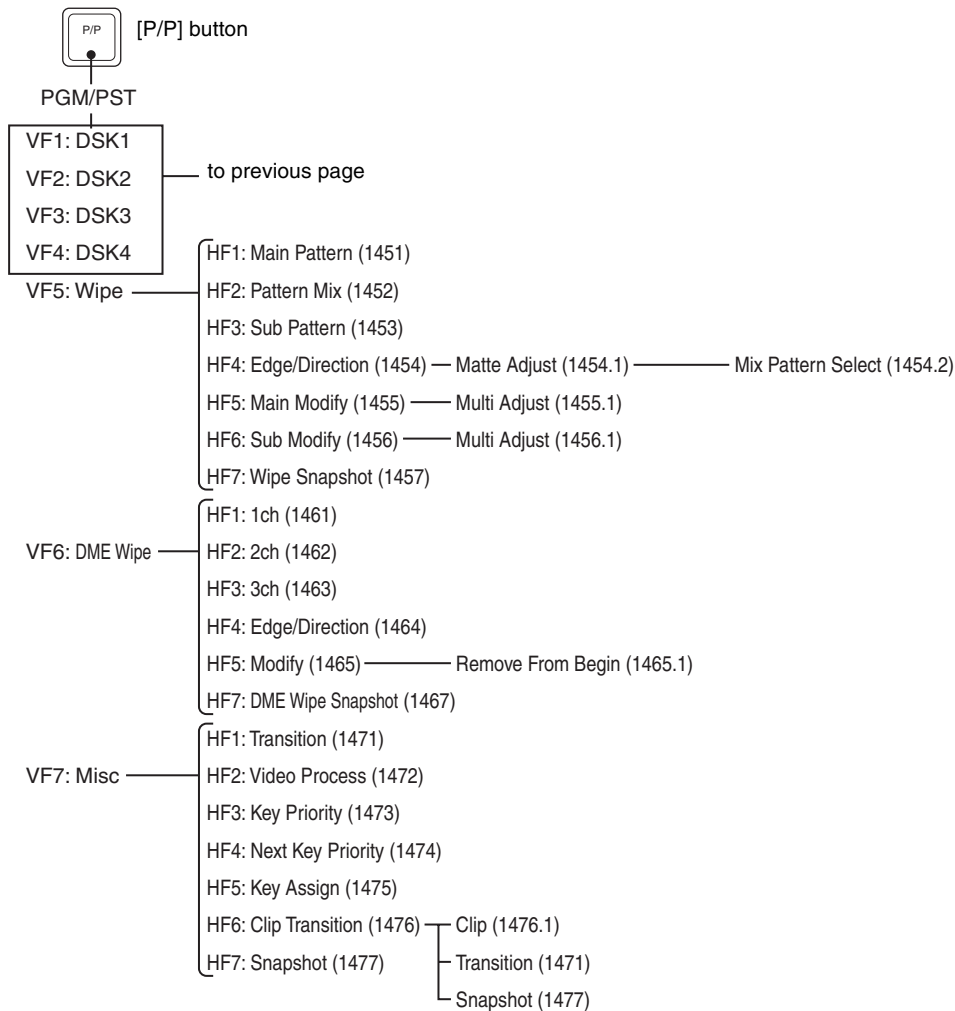 P/P
[P/P] button
PGM/PST
VF1: DSK1
VF2: DSK2
to previous page
VF3: DSK3
VF4: DSK4
VF5: Wipe
HF1: Main Pattern (1451)
HF2: Pattern Mix (1452)
HF3: Sub Pattern (1453)
HF4: Edge/Direction (1454) Matte Adjust (1454.1) Mix Pattern Select (1454.2)
HF5: Main Modify (1455) Multi Adjust (1455.1)
HF6: Sub Modify (1456) Multi Adjust (1456.1)
HF7: Wipe Snapshot (1457)
VF6: DME Wipe
HF1: 1ch (1461)
HF2: 2ch (1462)
HF3: 3ch (1463)
HF4: Edge/Direction (1464)
HF5: Modify (1465) Remove From Begin (1465.1)
HF7: DME Wipe Snapshot (1467)
VF7: Misc
HF1: Transition (1471)
HF2: Video Process (1472)
HF3: Key Priority (1473)
HF4: Next Key Priority (1474)
HF5: Key Assign (1475)
HF6: Clip Transition (1476) Clip (1476.1)
HF7: Snapshot (1477) Transition (1471)
Snapshot (1477)